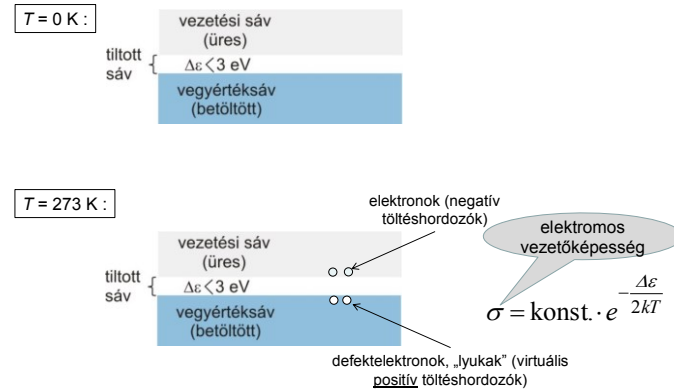 T = 0 K :
vezetési sáv
(üres)
tiltott
sáv
Δε < 3 eV
vegyértéksáv
(betöltött)
T = 273 K :
elektronok (negatív
töltéshordozók)
elektromos
vezetőképesség
vezetési sáv
(üres)
tiltott
sáv
Δε < 3 eV
vegyértéksáv
(betöltött)
σ = konst. · e^(−Δε/2kT)
defektelektronok, „lyukak” (virtuális
pozitív töltéshordozók)